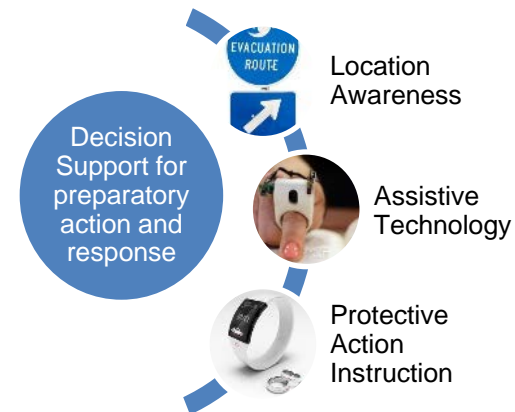 EVACUATION
ROUTE
Location
Awareness
Decision
Support for
preparatory
action and
response
Assistive
Technology
Protective
Action
Instruction